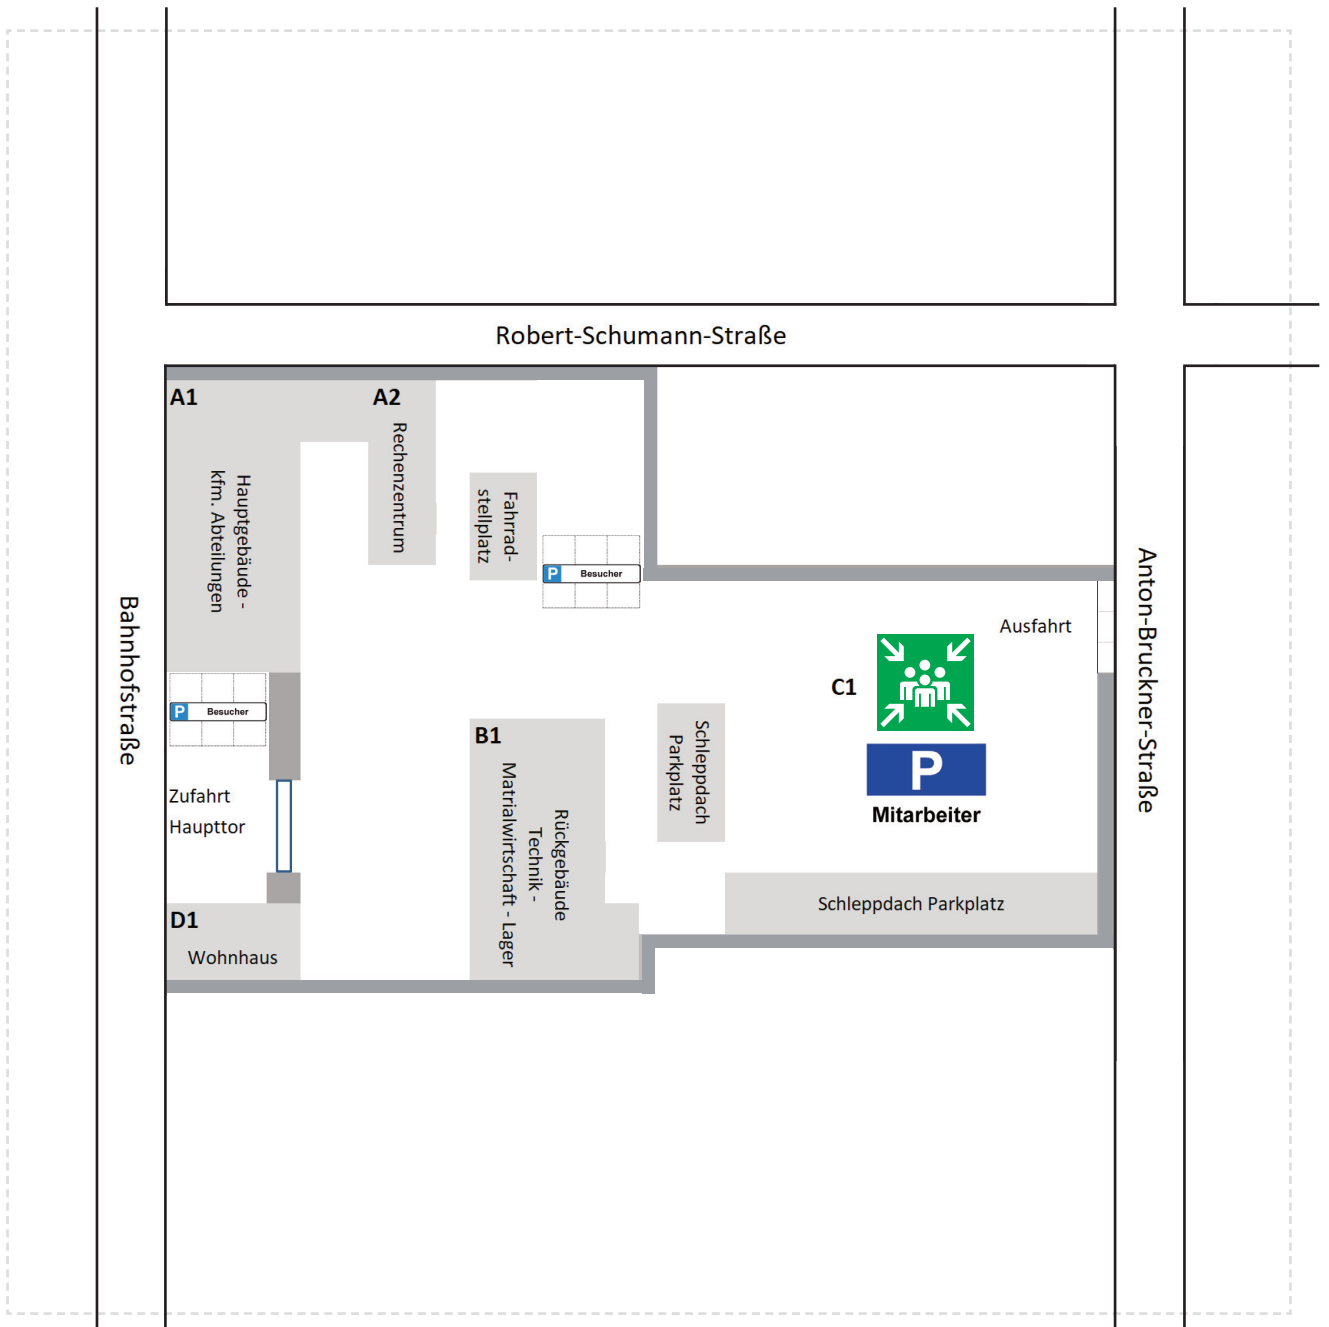 Robert-Schumann-Straße
A1
A2
Rechenzentrum
Hauptgebäude -
kfm. Abteilungen
Fahrrad-
stellplatz
P Besucher
Bahnhofstraße
Anton-Bruckner-Straße
Ausfahrt
C1
P Besucher
B1
Schleppdach
Parkplatz
P
Mitarbeiter
Zufahrt
Haupttor
Rückgebäude
Technik -
Matrialwirtschaft - Lager
D1
Wohnhaus
Schleppdach Parkplatz